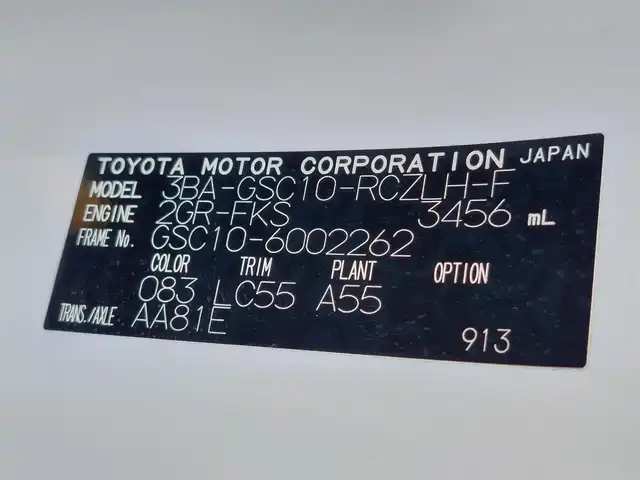 TOYOTA MOTOR CORPORATION JAPAN
MODEL 3BA-GSC10-RCZLH-F
ENGINE 2GR-FKS 3456 mL
FRAME No. GSC10-6002262
COLOR TRIM PLANT OPTION
083 LC55 A55
TRANS./AXLE AA81E
913